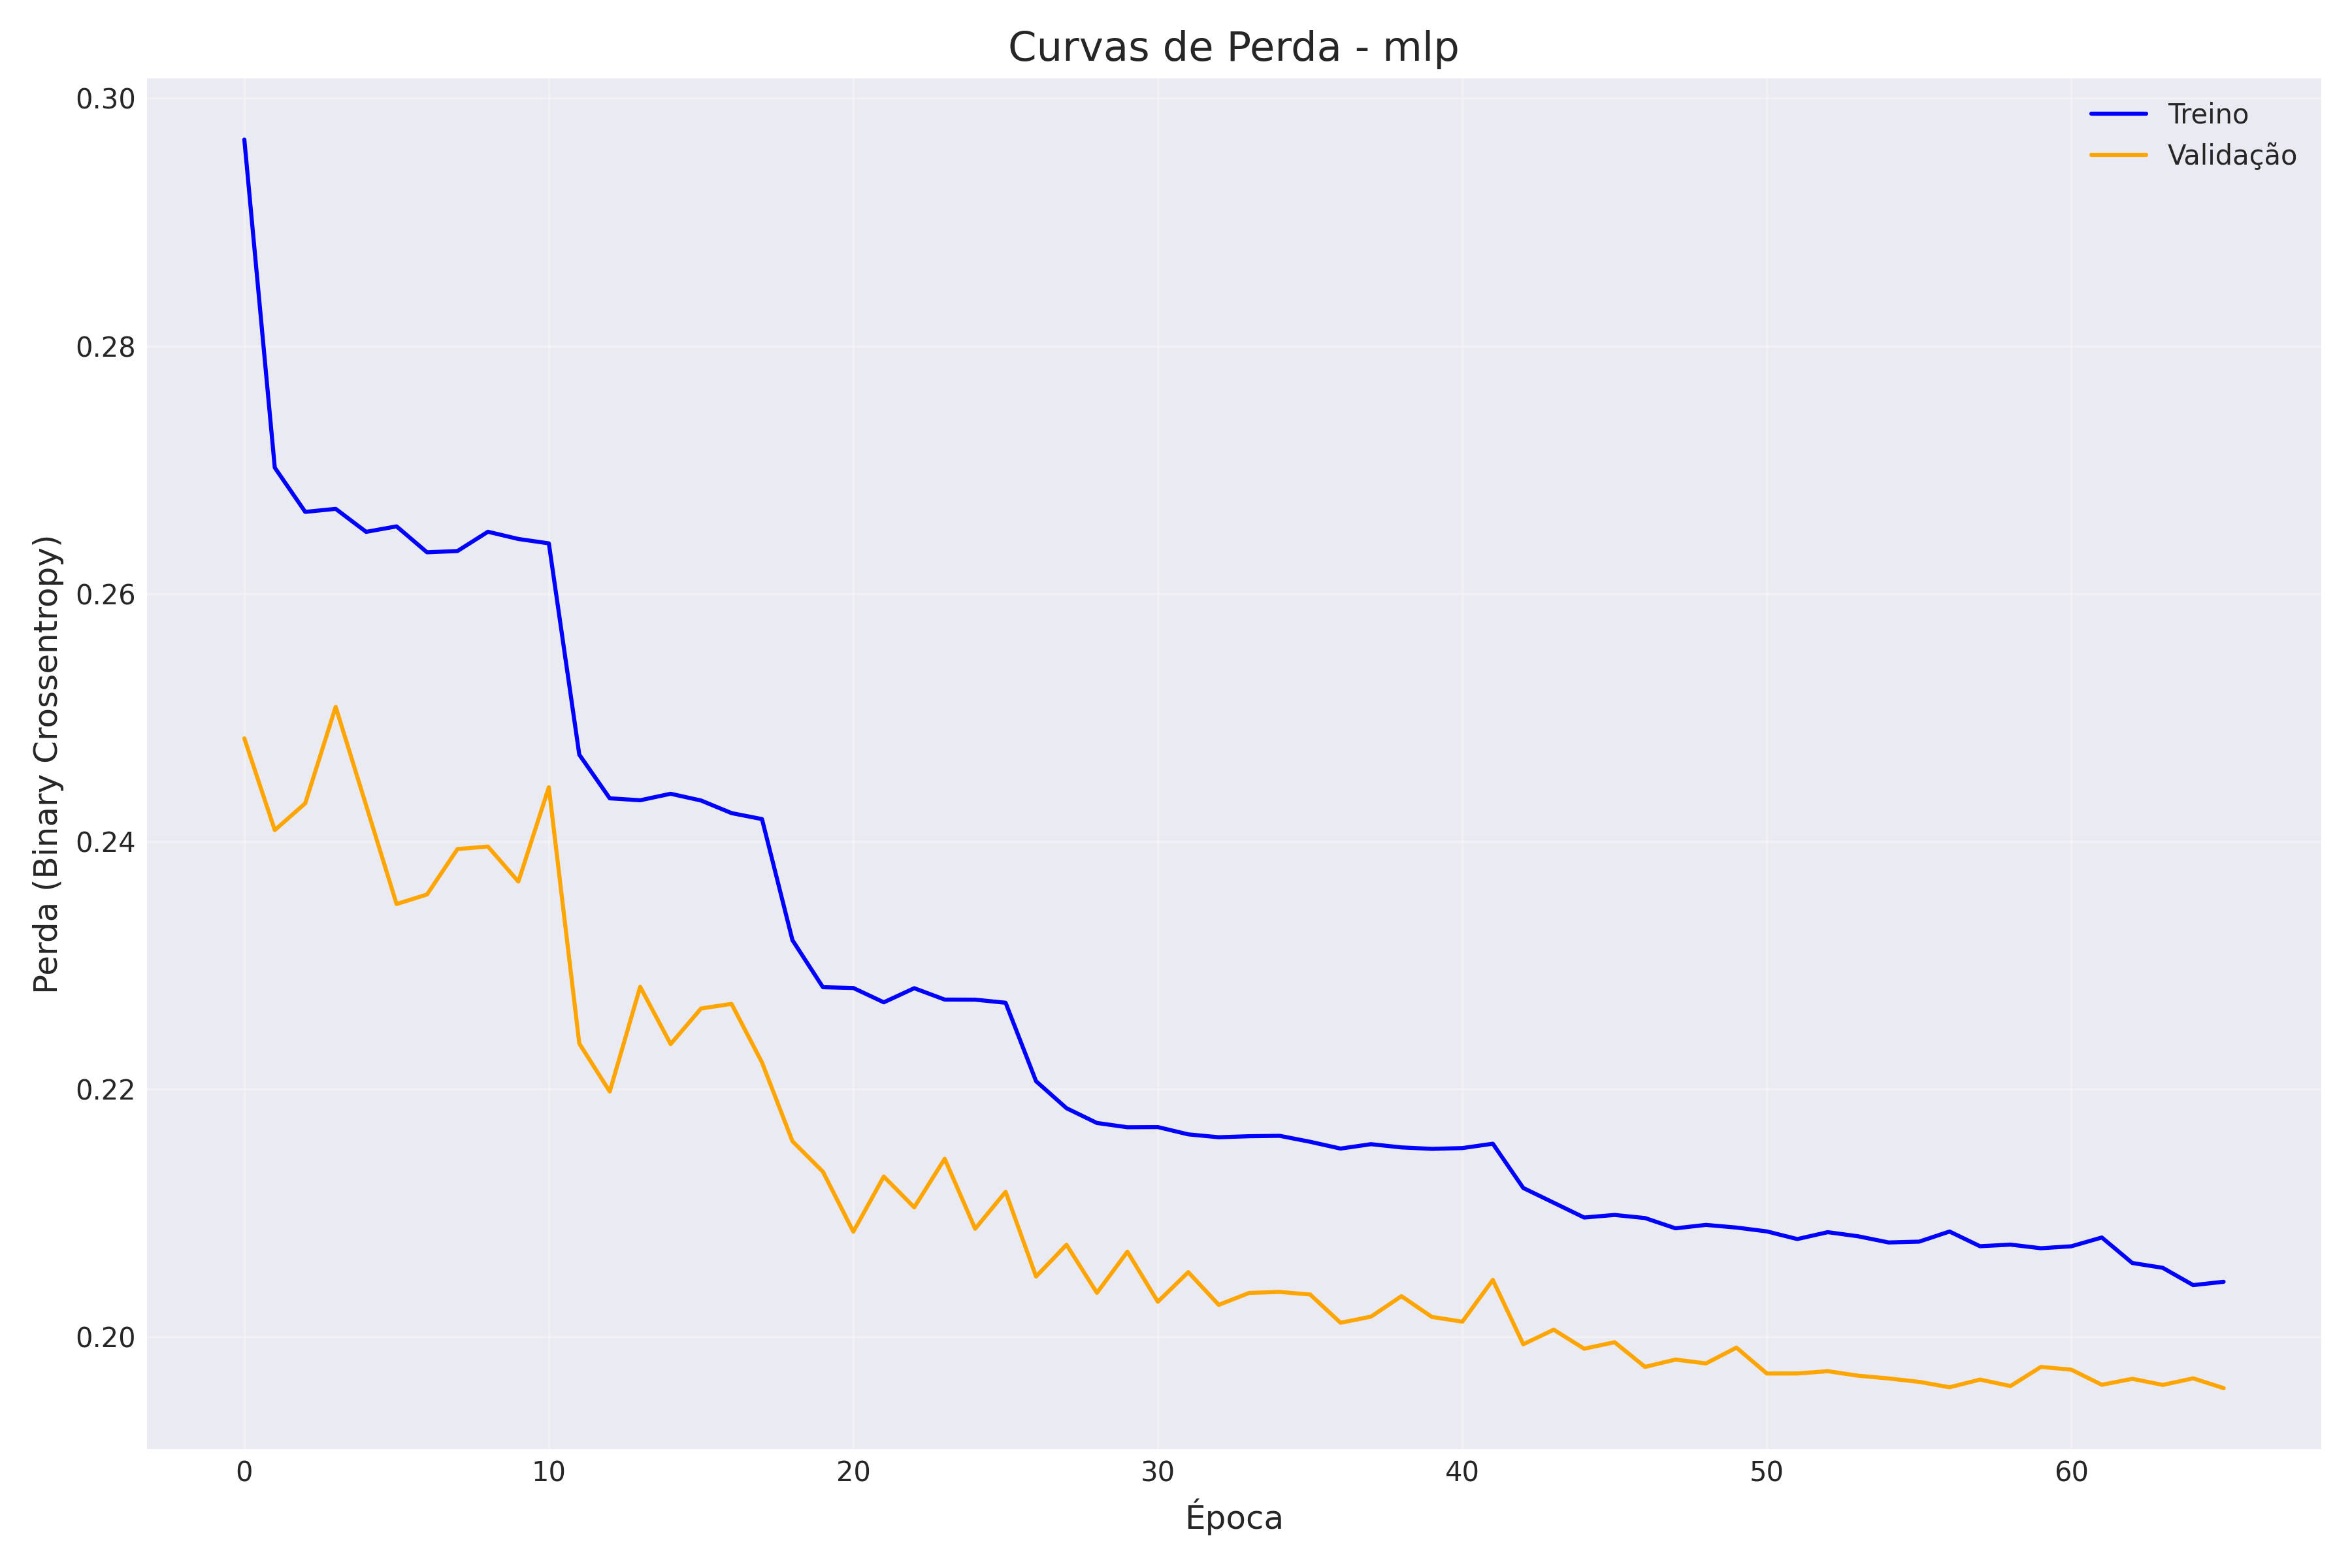 Curvas de Perda - mlp
Treino
Validação
Perda (Binary Crossentropy)
0.30
0.28
0.26
0.24
0.22
0.20
0 10 20 30 40 50 60
Época